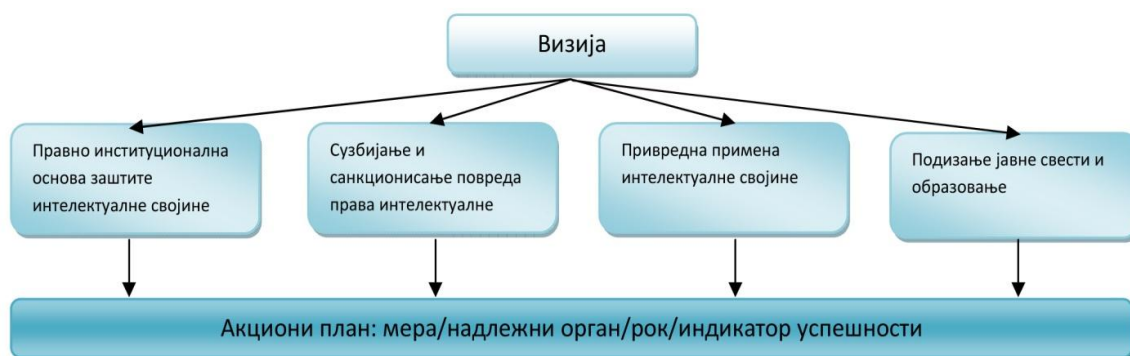 Визија
Правно институционална
основа заштите
интелектуалне својине
Сузбијање и
санкционисање повреда
права интелектуалне
Привредна примена
интелектуалне својине
Подизање јавне свести и
образовање
Акциони план: мера/надлежни орган/рок/индикатор успешности